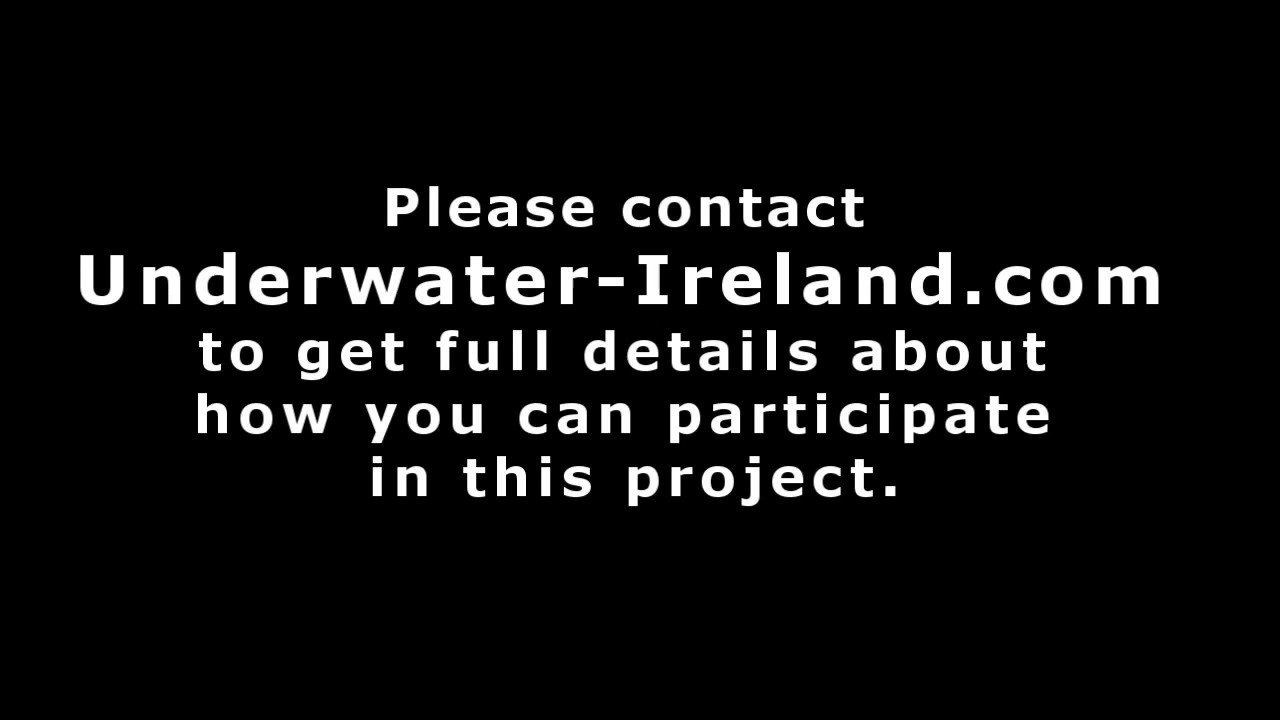 Please contact
Underwater-Ireland.com
to get full details about
how you can participate
in this project.